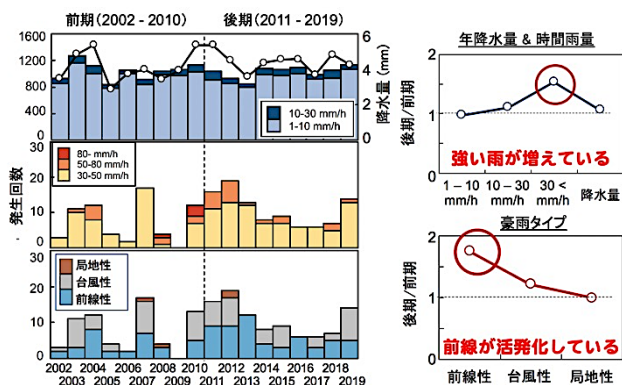 前期(2002 - 2010)
後期(2011 - 2019)
1600
1200
800
400
0
6
5
4
3
2
降水量 (mm)
10-30 mm/h
1-10 mm/h
発生回数
30
20
10
0
80- mm/h
50-80 mm/h
30-50 mm/h
30
20
10
0
局地性
台風性
前線性
2002 2004 2006 2008 2010 2012 2014 2016 2018
2003 2005 2007 2009 2011 2013 2015 2017 2019
年降水量 & 時間雨量
後期/前期
2
1
0
強い雨が増えている
1-10 mm/h
10-30 mm/h
30 < mm/h
降水量
豪雨タイプ
後期/前期
2
1
0
前線が活発化している
前線性
台風性
局地性